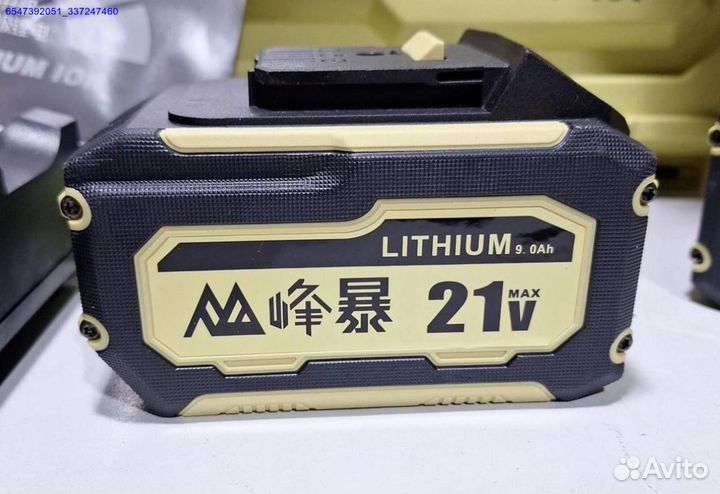 6547392051_337247460
LITHIUM 9.0Ah
峰暴 21V MAX
Avito